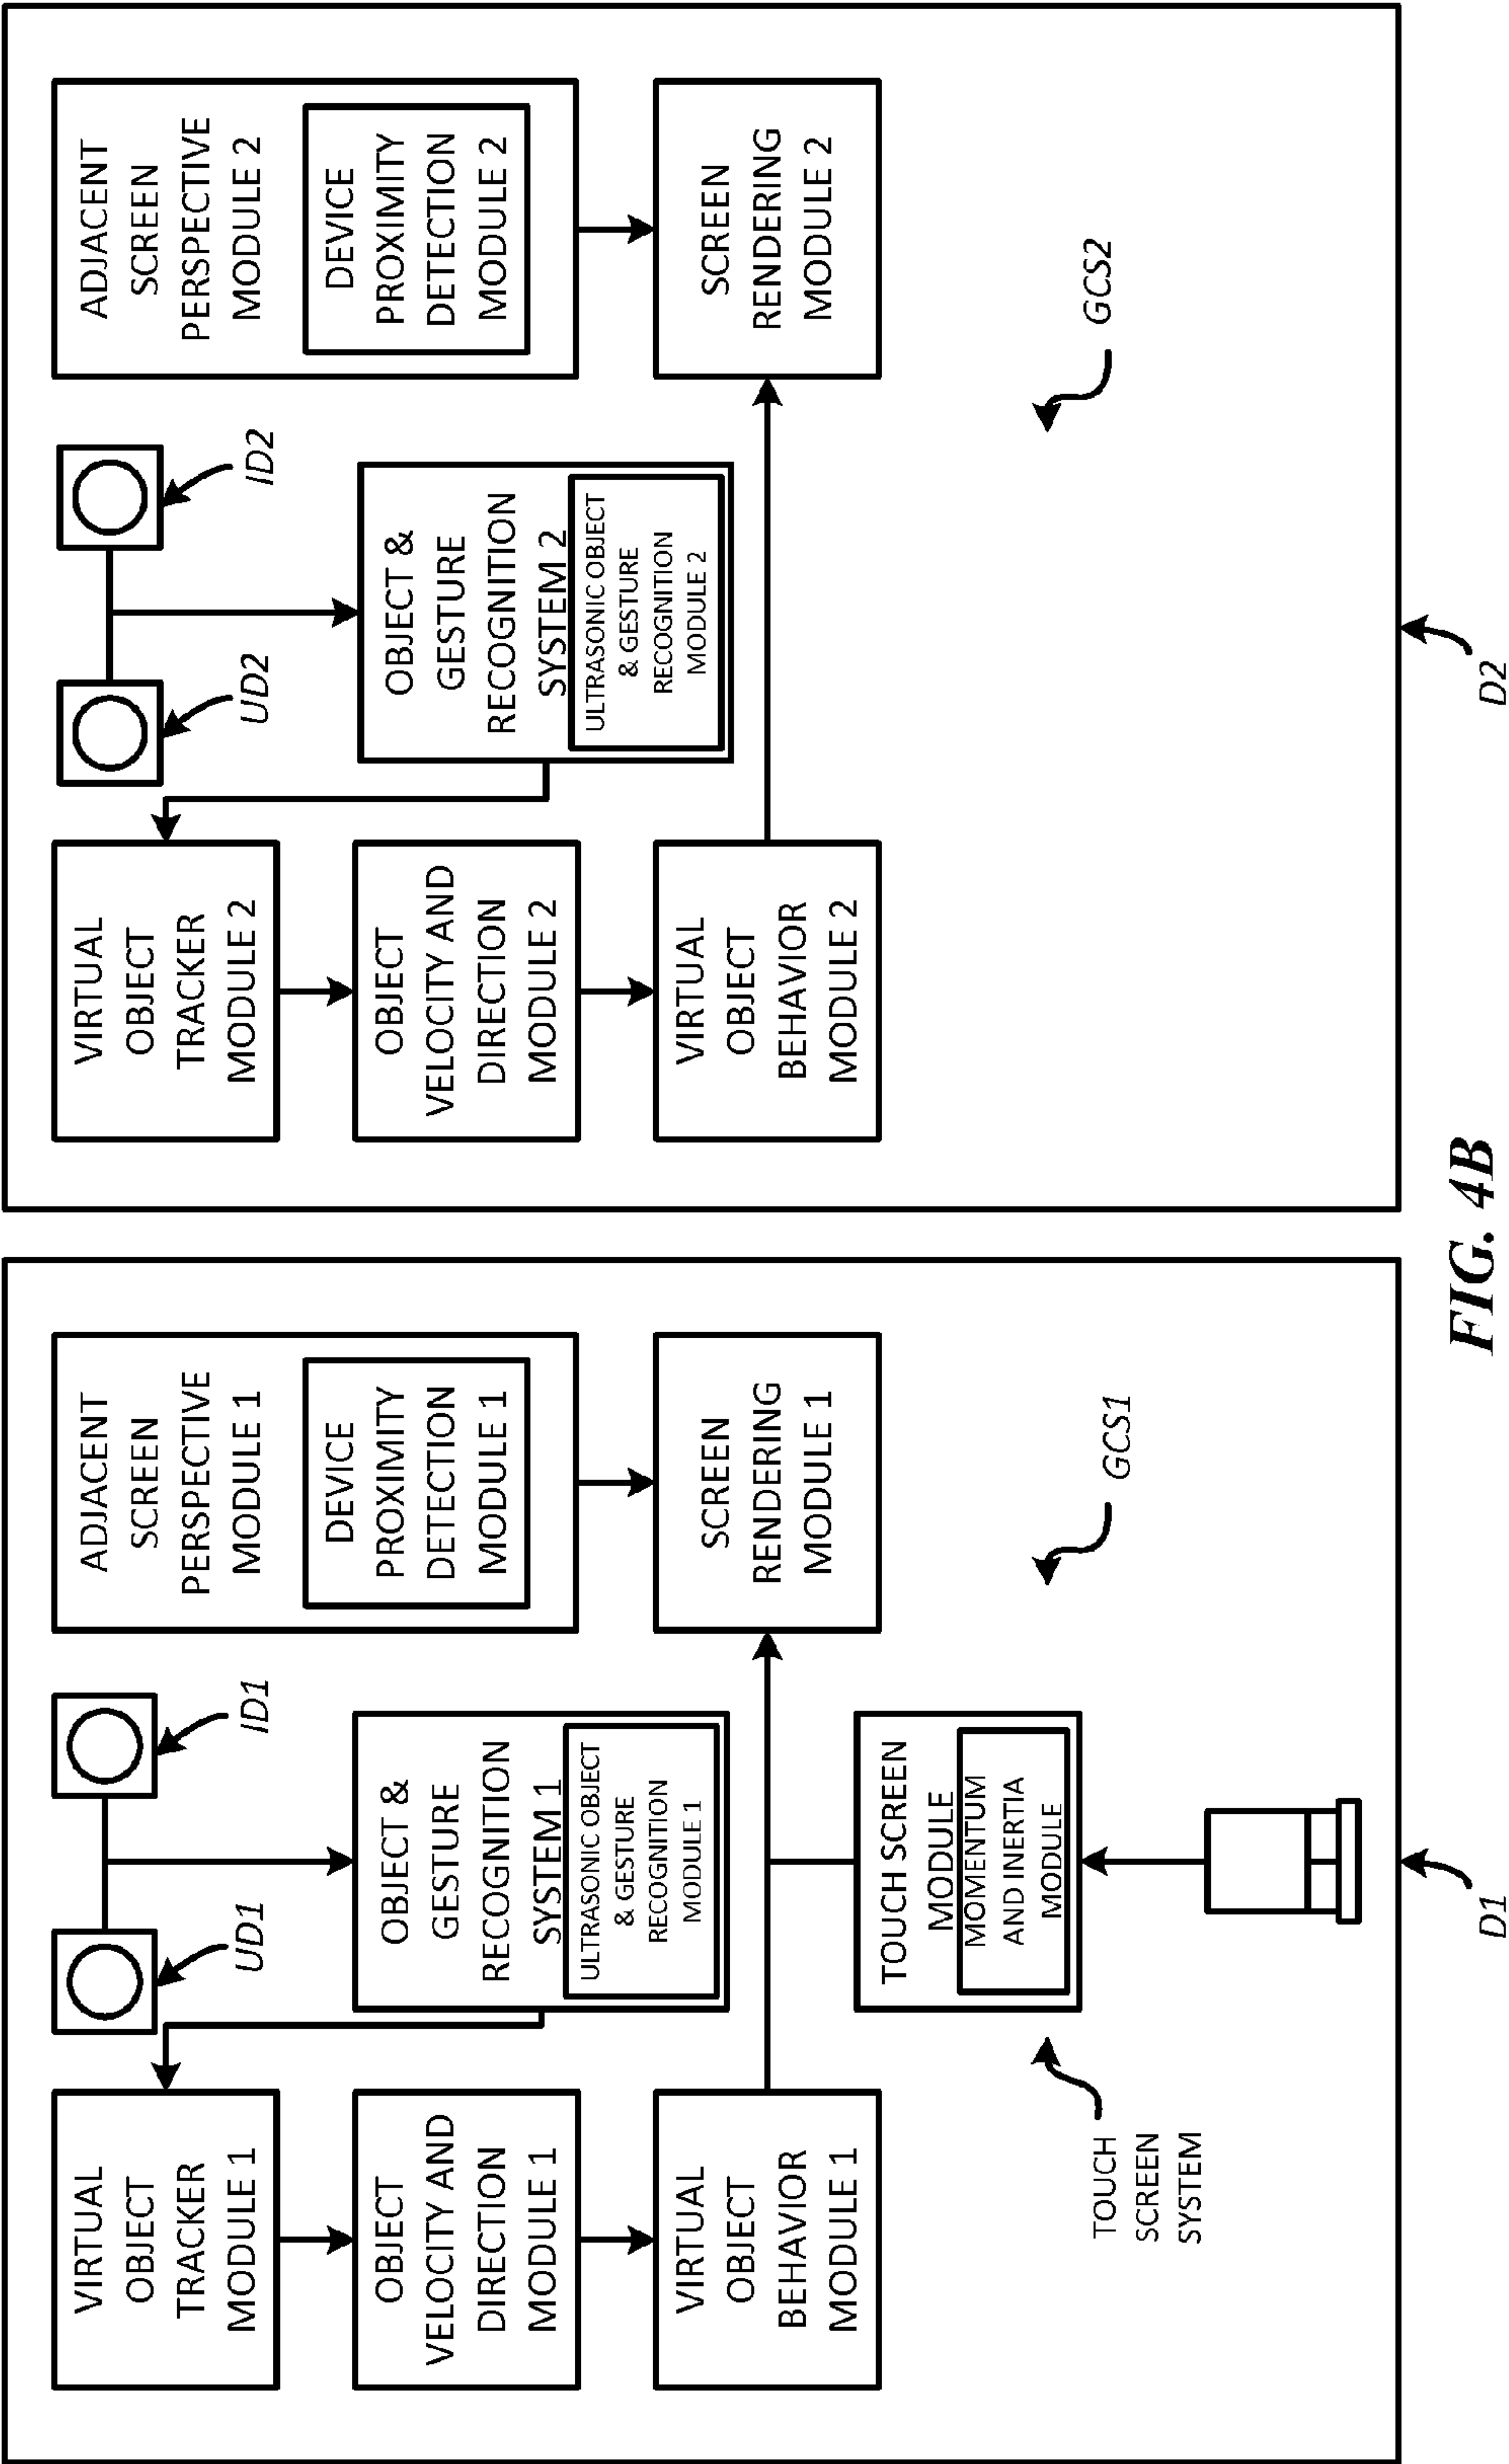 VIRTUAL
OBJECT
TRACKER
MODULE 1
OBJECT
VELOCITY AND
DIRECTION
MODULE 1
VIRTUAL
OBJECT
BEHAVIOR
MODULE 1
UD1
ID1
OBJECT &
GESTURE
RECOGNITION
SYSTEM 1
ULTRASONIC OBJECT
& GESTURE
RECOGNITION
MODULE 1
ADJACENT
SCREEN
PERSPECTIVE
MODULE 1
DEVICE
PROXIMITY
DETECTION
MODULE 1
SCREEN
RENDERING
MODULE 1
TOUCH SCREEN
MODULE
MOMENTUM
AND INERTIA
MODULE
TOUCH
SCREEN
SYSTEM
GCS1
D1
VIRTUAL
OBJECT
TRACKER
MODULE 2
OBJECT
VELOCITY AND
DIRECTION
MODULE 2
VIRTUAL
OBJECT
BEHAVIOR
MODULE 2
UD2
ID2
OBJECT &
GESTURE
RECOGNITION
SYSTEM 2
ULTRASONIC OBJECT
& GESTURE
RECOGNITION
MODULE 2
ADJACENT
SCREEN
PERSPECTIVE
MODULE 2
DEVICE
PROXIMITY
DETECTION
MODULE 2
SCREEN
RENDERING
MODULE 2
GCS2
D2
FIG. 4B